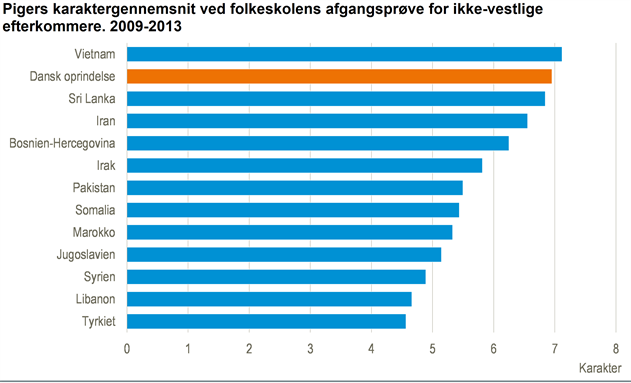 Pigers karaktergennemsnit ved folkeskolens afgangsprøve for ikke-vestlige
efterkommere. 2009-2013
Vietnam
Dansk oprindelse
Sri Lanka
Iran
Bosnien-Hercegovina
Irak
Pakistan
Somalia
Marokko
Jugoslavien
Syrien
Libanon
Tyrkiet
0 1 2 3 4 5 6 7 8
Karakter